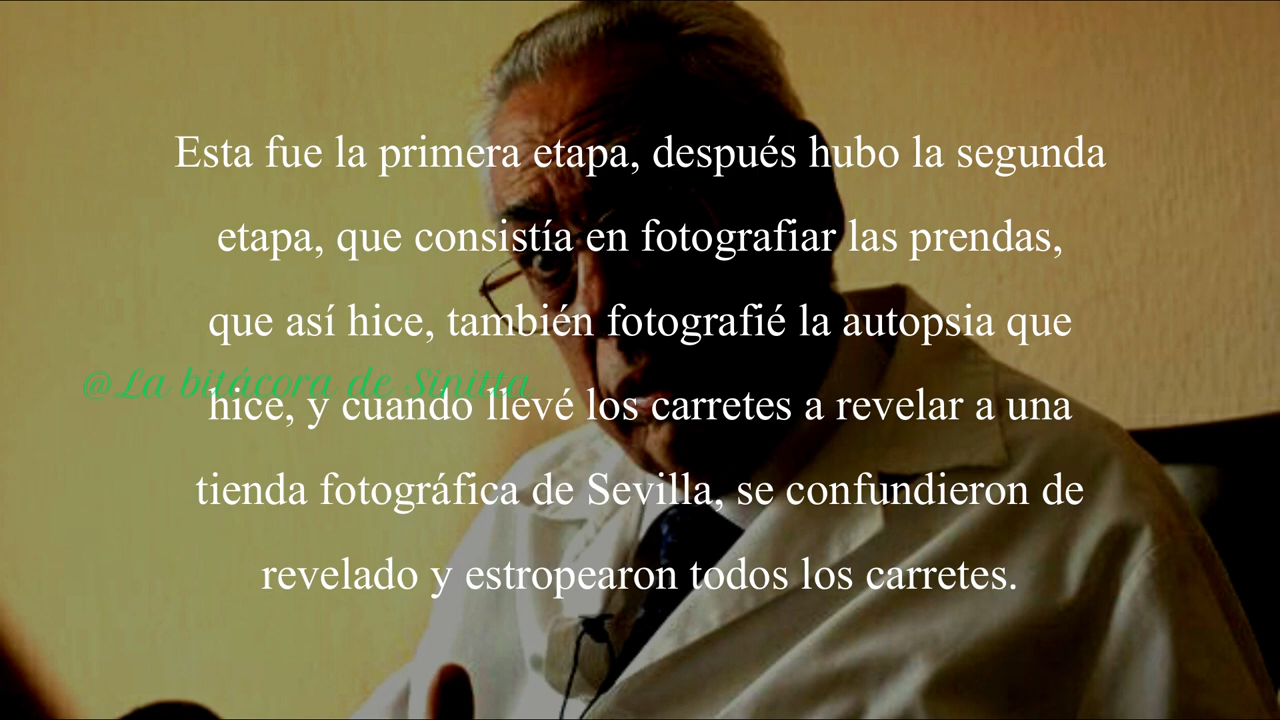 Esta fue la primera etapa, después hubo la segunda
etapa, que consistía en fotografiar las prendas,
que así hice, también fotografié la autopsia que
@La bitácora de Sinitta
hice, y cuando llevé los carretes a revelar a una
tienda fotográfica de Sevilla, se confundieron de
revelado y estropearon todos los carretes.